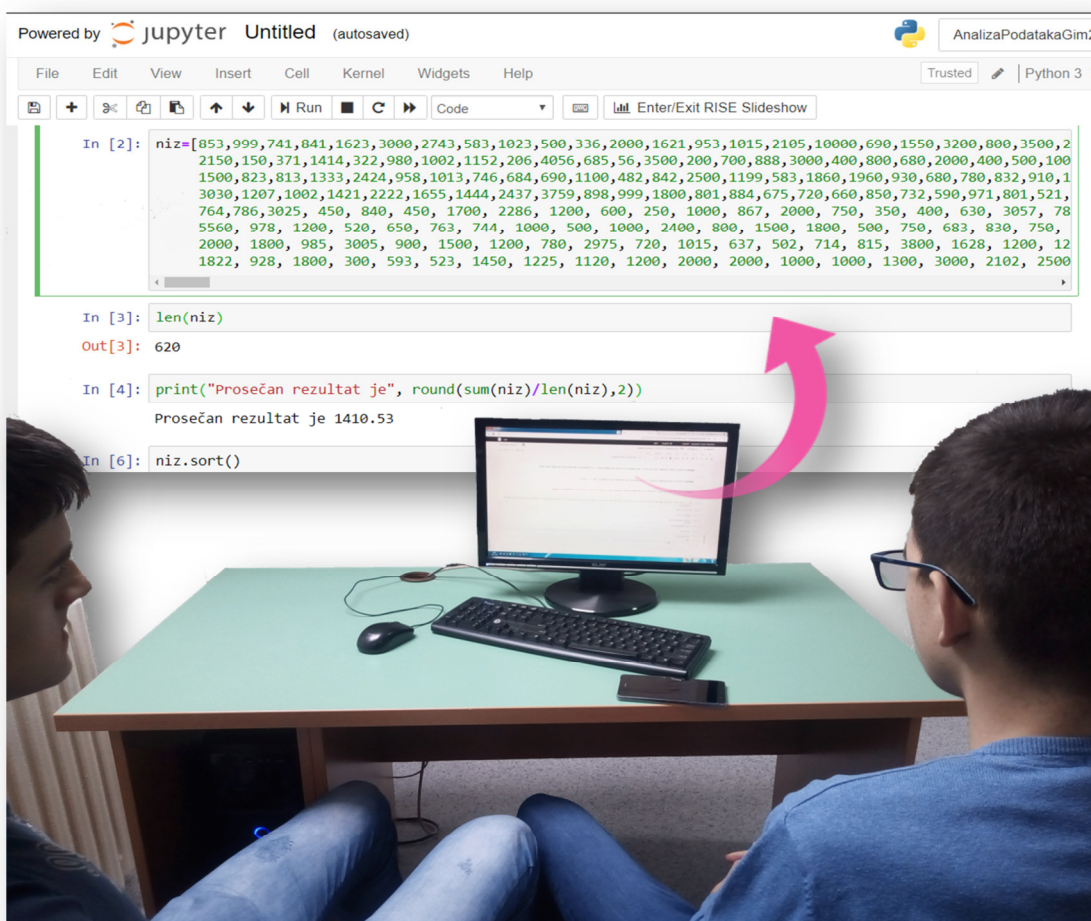 Powered by jupyter Untitled (autosaved)
AnalizaPodatakaGim2
File Edit View Insert Cell Kernel Widgets Help
Trusted Python 3
Run Code Enter/Exit RISE Slideshow
In [2]: niz=[853,999,741,841,1623,3000,2743,583,1023,500,336,2000,1621,953,1015,2105,10000,690,1550,3200,800,3500,2
2150,150,371,1414,322,980,1002,1152,206,4056,685,56,3500,200,700,888,3000,400,800,680,2000,400,500,100
1500,823,813,1333,2424,958,1013,746,684,690,1100,482,842,2500,1199,583,1860,1960,930,680,780,832,910,1
3030,1207,1002,1421,2222,1655,1444,2437,3759,898,999,1800,801,884,675,720,660,850,732,590,971,801,521,
764,786,3025, 450, 840, 450, 1700, 2286, 1200, 600, 250, 1000, 867, 2000, 750, 350, 400, 630, 3057, 78
5560, 978, 1200, 520, 650, 763, 744, 1000, 500, 1000, 2400, 800, 1500, 1800, 500, 750, 683, 830, 750,
2000, 1800, 985, 3005, 900, 1500, 1200, 780, 2975, 720, 1015, 637, 502, 714, 815, 3800, 1628, 1200, 12
1822, 928, 1800, 300, 593, 523, 1450, 1225, 1120, 1200, 2000, 2000, 1000, 1000, 1300, 3000, 2102, 2500
In [3]: len(niz)
Out[3]: 620
In [4]: print("Prosečan rezultat je", round(sum(niz)/len(niz),2))
Prosečan rezultat je 1410.53
In [6]: niz.sort()